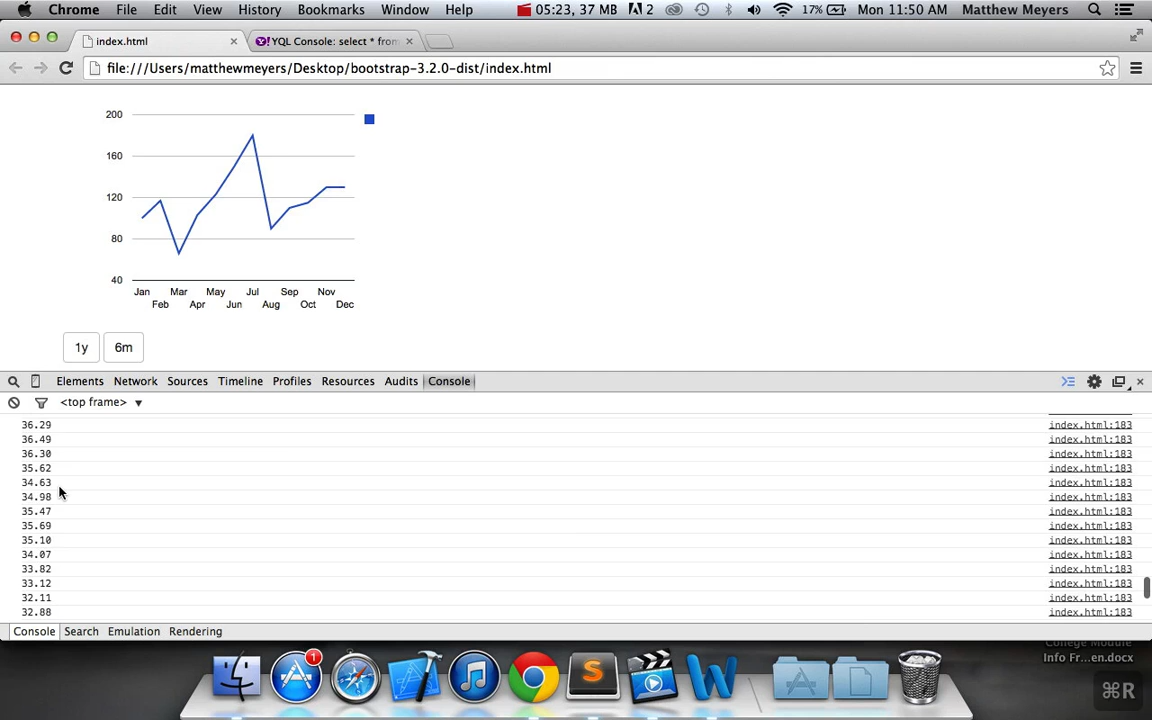 Chrome File Edit View History Bookmarks Window Help 05:23, 37 MB 2 17% Mon 11:50 AM Matthew Meyers
index.html Y! YQL Console: select * from
file:///Users/matthewmeyers/Desktop/bootstrap-3.2.0-dist/index.html
200
160
120
80
40
Jan Mar May Jul Sep Nov
Feb Apr Jun Aug Oct Dec
1y 6m
Elements Network Sources Timeline Profiles Resources Audits Console
<top frame> ▼
36.29 index.html:183
36.49 index.html:183
36.30 index.html:183
35.62 index.html:183
34.63 index.html:183
34.98 index.html:183
35.47 index.html:183
35.69 index.html:183
35.10 index.html:183
34.07 index.html:183
33.82 index.html:183
33.12 index.html:183
32.11 index.html:183
32.88 index.html:183
Console Search Emulation Rendering
College Module
Info Fr...en.docx
1
S
W
⌘R